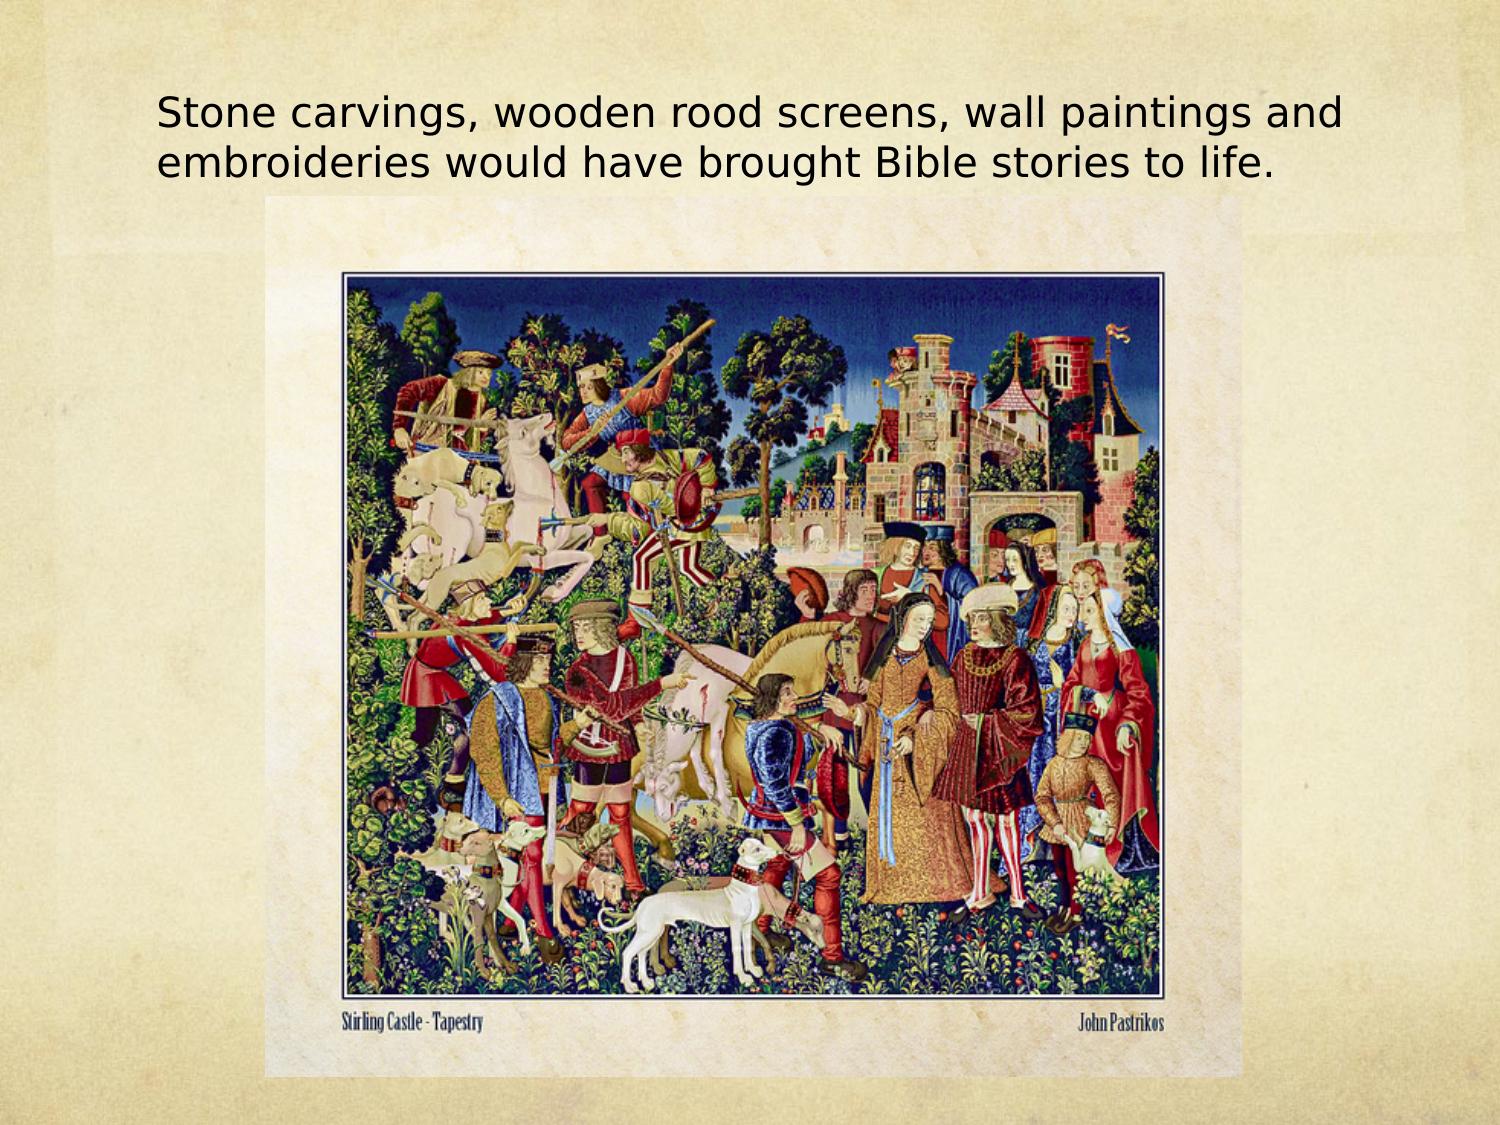 Stone carvings, wooden rood screens, wall paintings and
embroideries would have brought Bible stories to life.
Stirling Castle - Tapestry
John Pastrikos